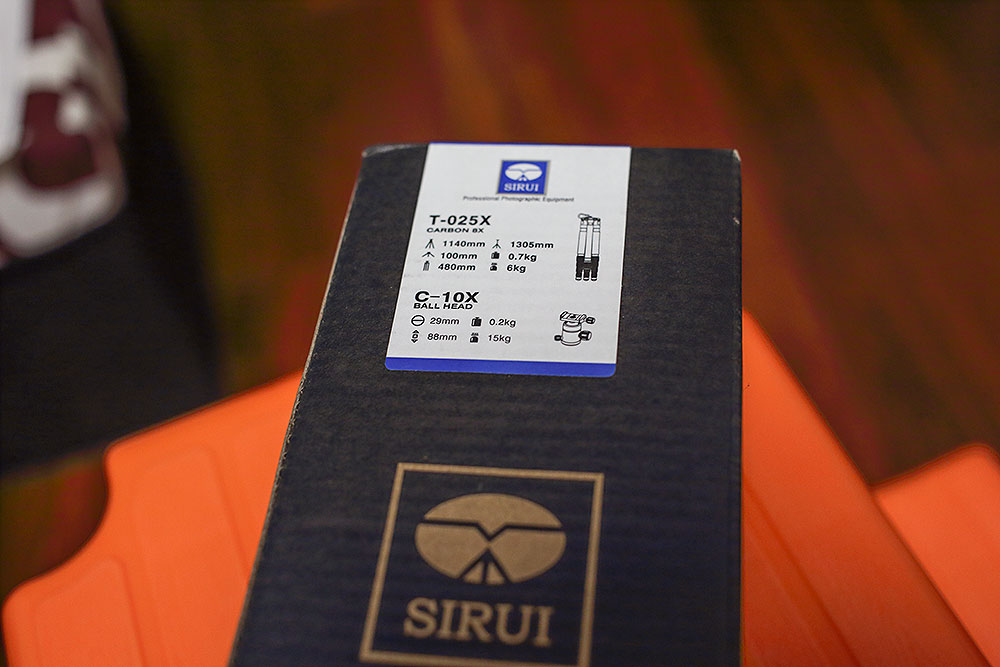 SIRUI
Professional Photographic Equipment
T-025X
CARBON 8X
1140mm 1305mm
100mm 0.7kg
480mm 6kg
C-10X
BALL HEAD
29mm 0.2kg
88mm 15kg
SIRUI